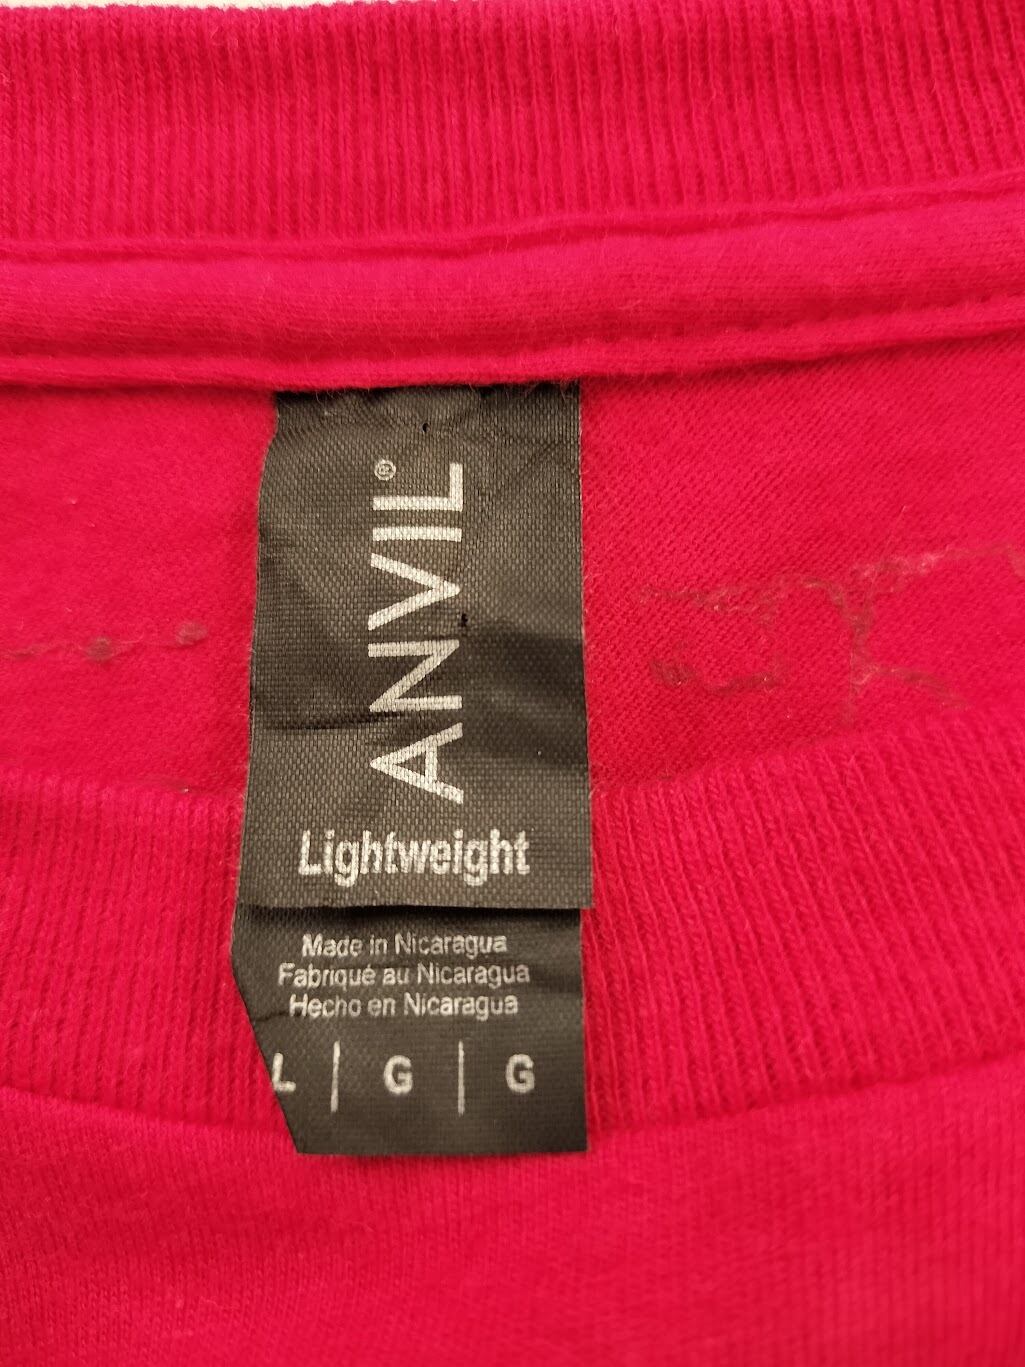 ANVIL®
Lightweight
Made in Nicaragua
Fabriqué au Nicaragua
Hecho en Nicaragua
L | G | G